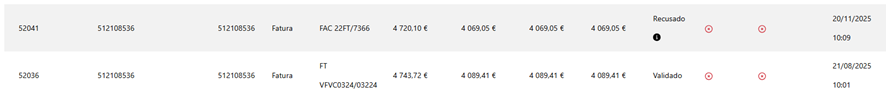 52041 512108536 512108536 Fatura FAC 22FT/7366 4 720,10 € 4 069,05 € 4 069,05 € 4 069,05 € Recusado 20/11/2025 10:09
52036 512108536 512108536 Fatura FT VFVC0324/03224 4 743,72 € 4 089,41 € 4 089,41 € 4 089,41 € Validado 21/08/2025 10:01